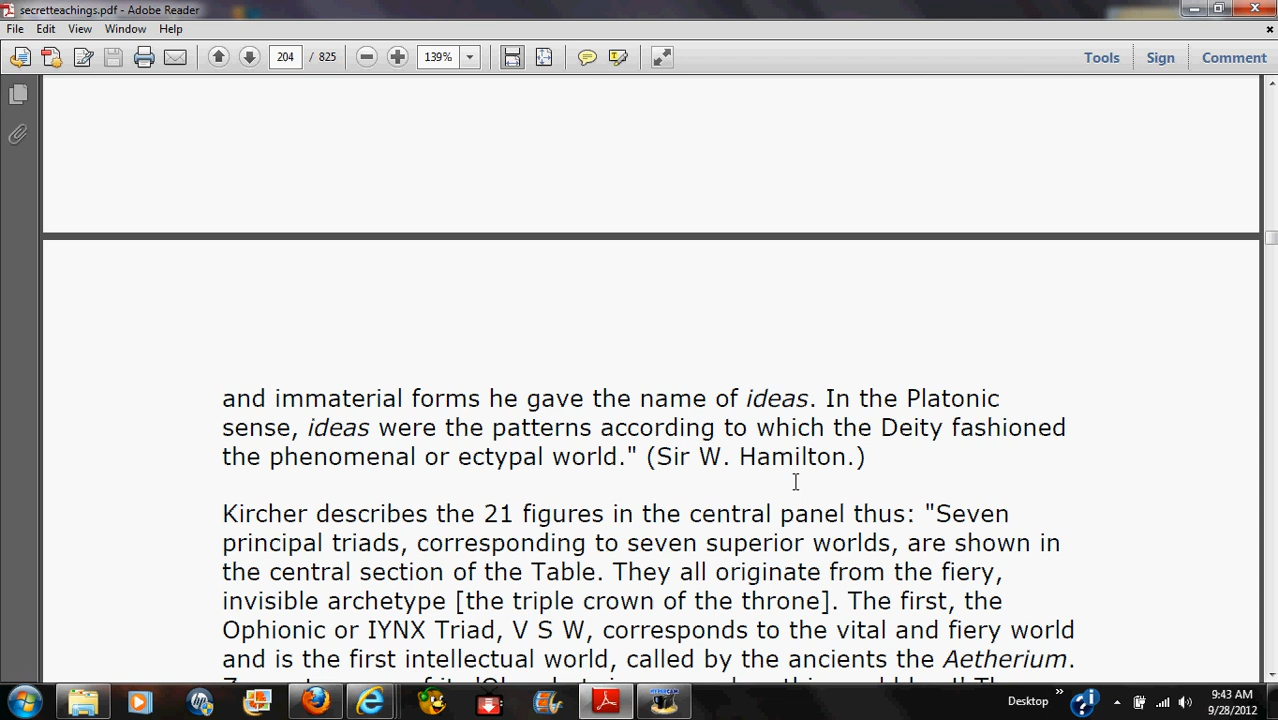 secretteachings.pdf - Adobe Reader
File Edit View Window Help
204 / 825 139% Tools Sign Comment
and immaterial forms he gave the name of ideas. In the Platonic
sense, ideas were the patterns according to which the Deity fashioned
the phenomenal or ectypal world." (Sir W. Hamilton.)
Kircher describes the 21 figures in the central panel thus: "Seven
principal triads, corresponding to seven superior worlds, are shown in
the central section of the Table. They all originate from the fiery,
invisible archetype [the triple crown of the throne]. The first, the
Ophionic or IYNX Triad, V S W, corresponds to the vital and fiery world
and is the first intellectual world, called by the ancients the Aetherium.
Desktop
9:43 AM
9/28/2012